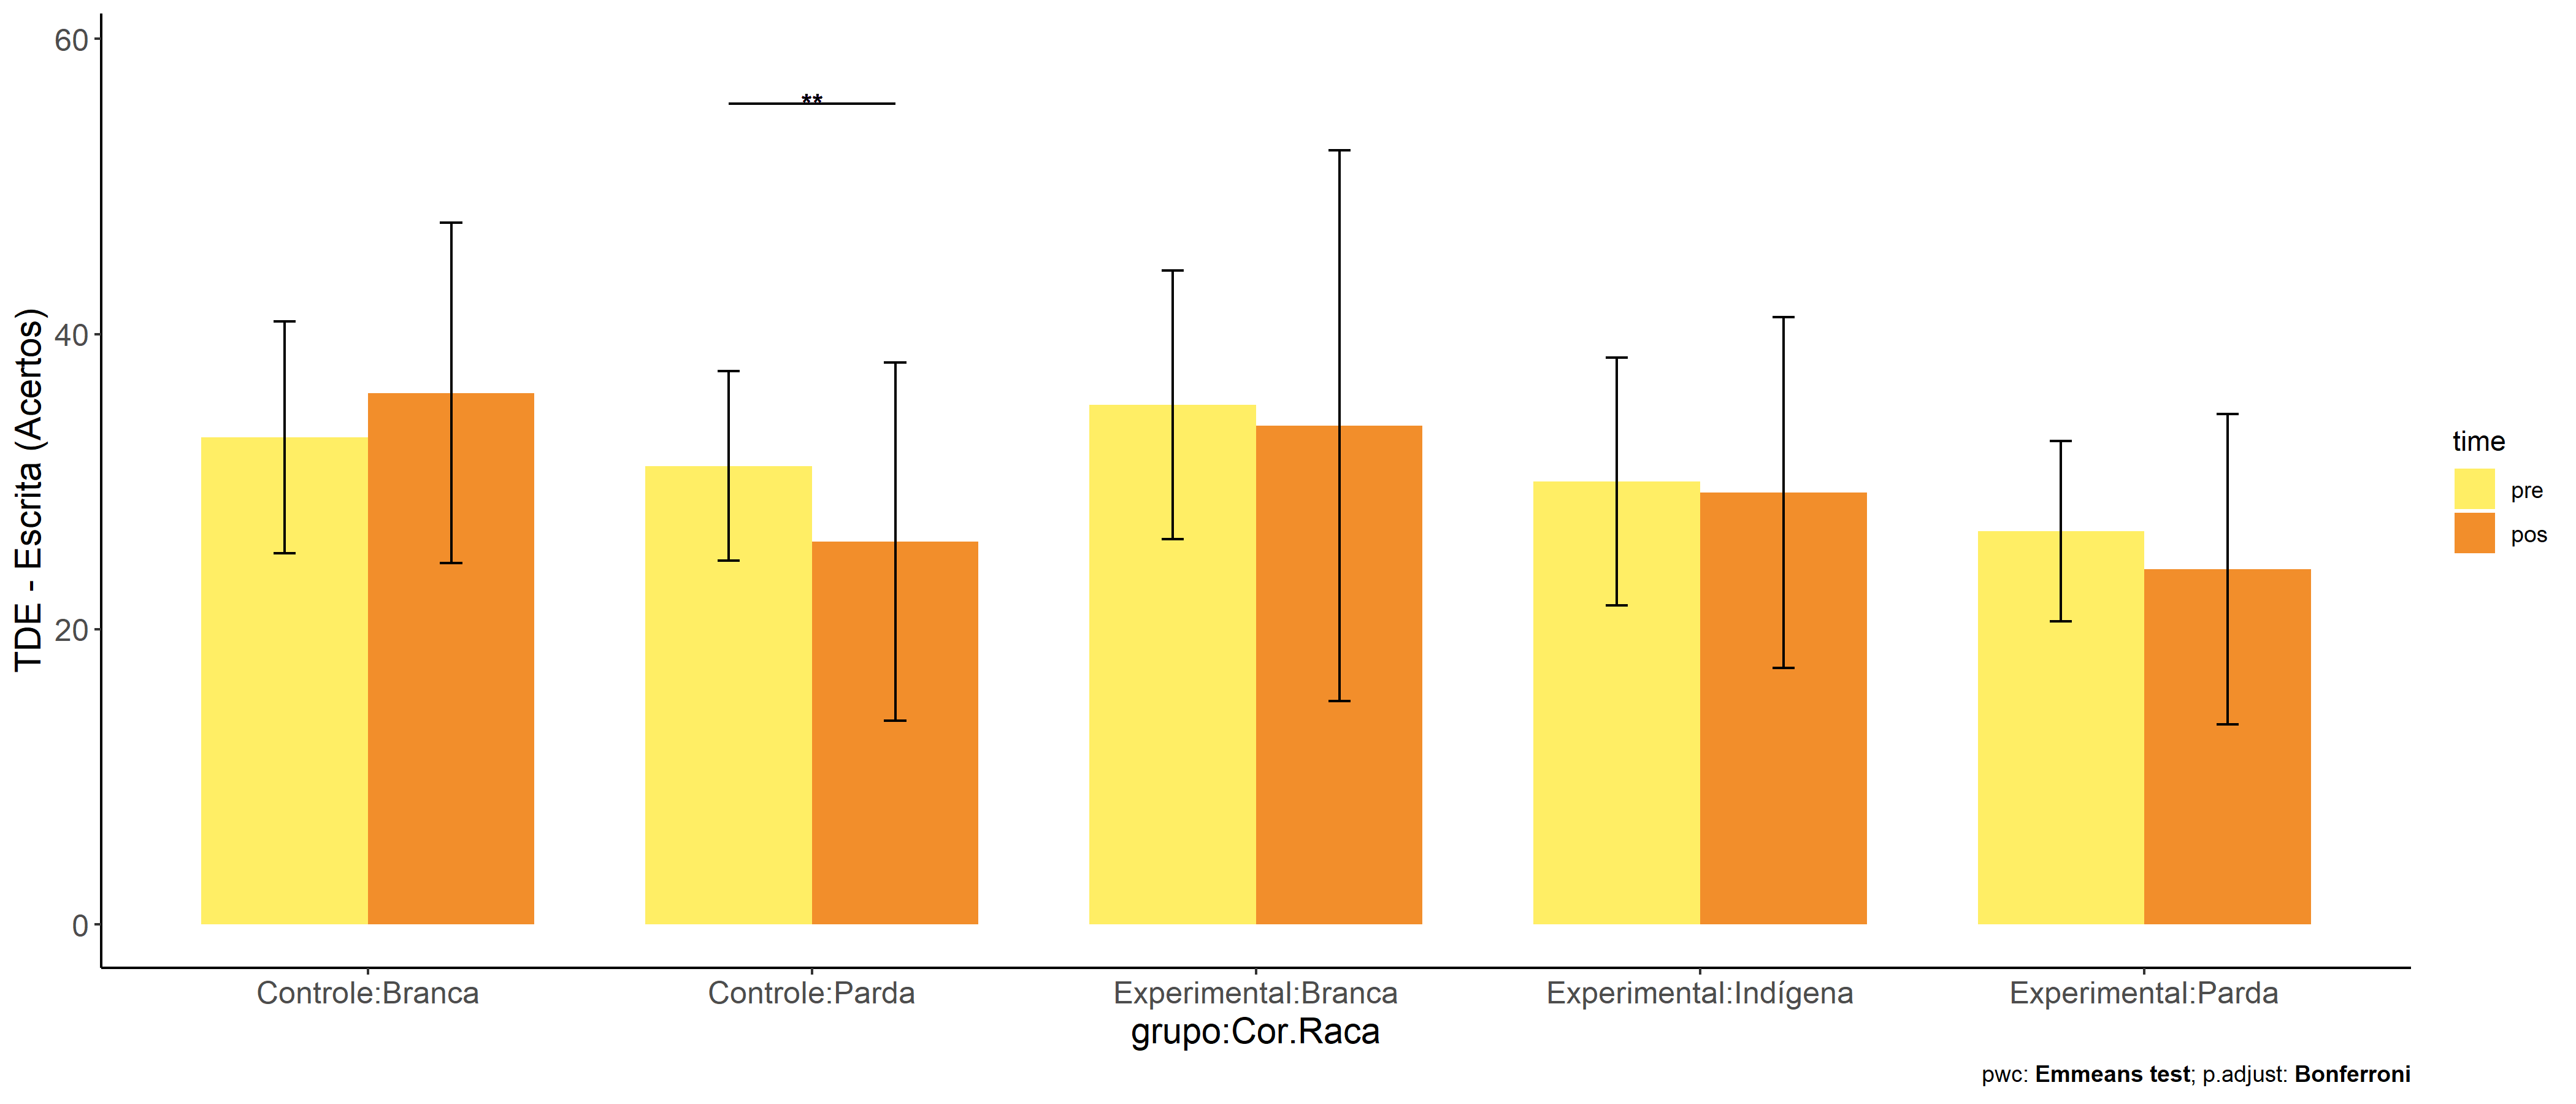 TDE - Escrita (Acertos)
60
40
20
0
**
Controle:Branca
Controle:Parda
Experimental:Branca
Experimental:Indígena
Experimental:Parda
grupo:Cor.Raca
time
pre
pos
pwc: Emmeans test; p.adjust: Bonferroni